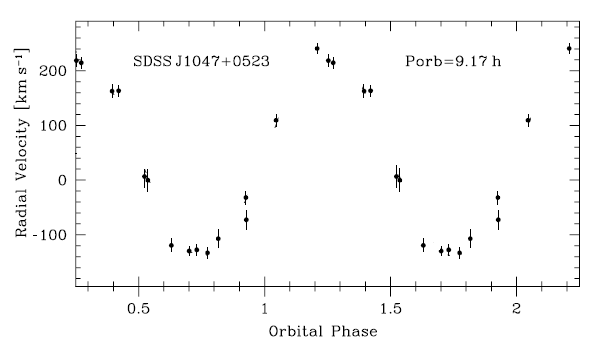 SDSS J1047+0523
Porb=9.17 h
Radial Velocity [km s⁻¹]
200
100
0
-100
0.5
1
1.5
2
Orbital Phase